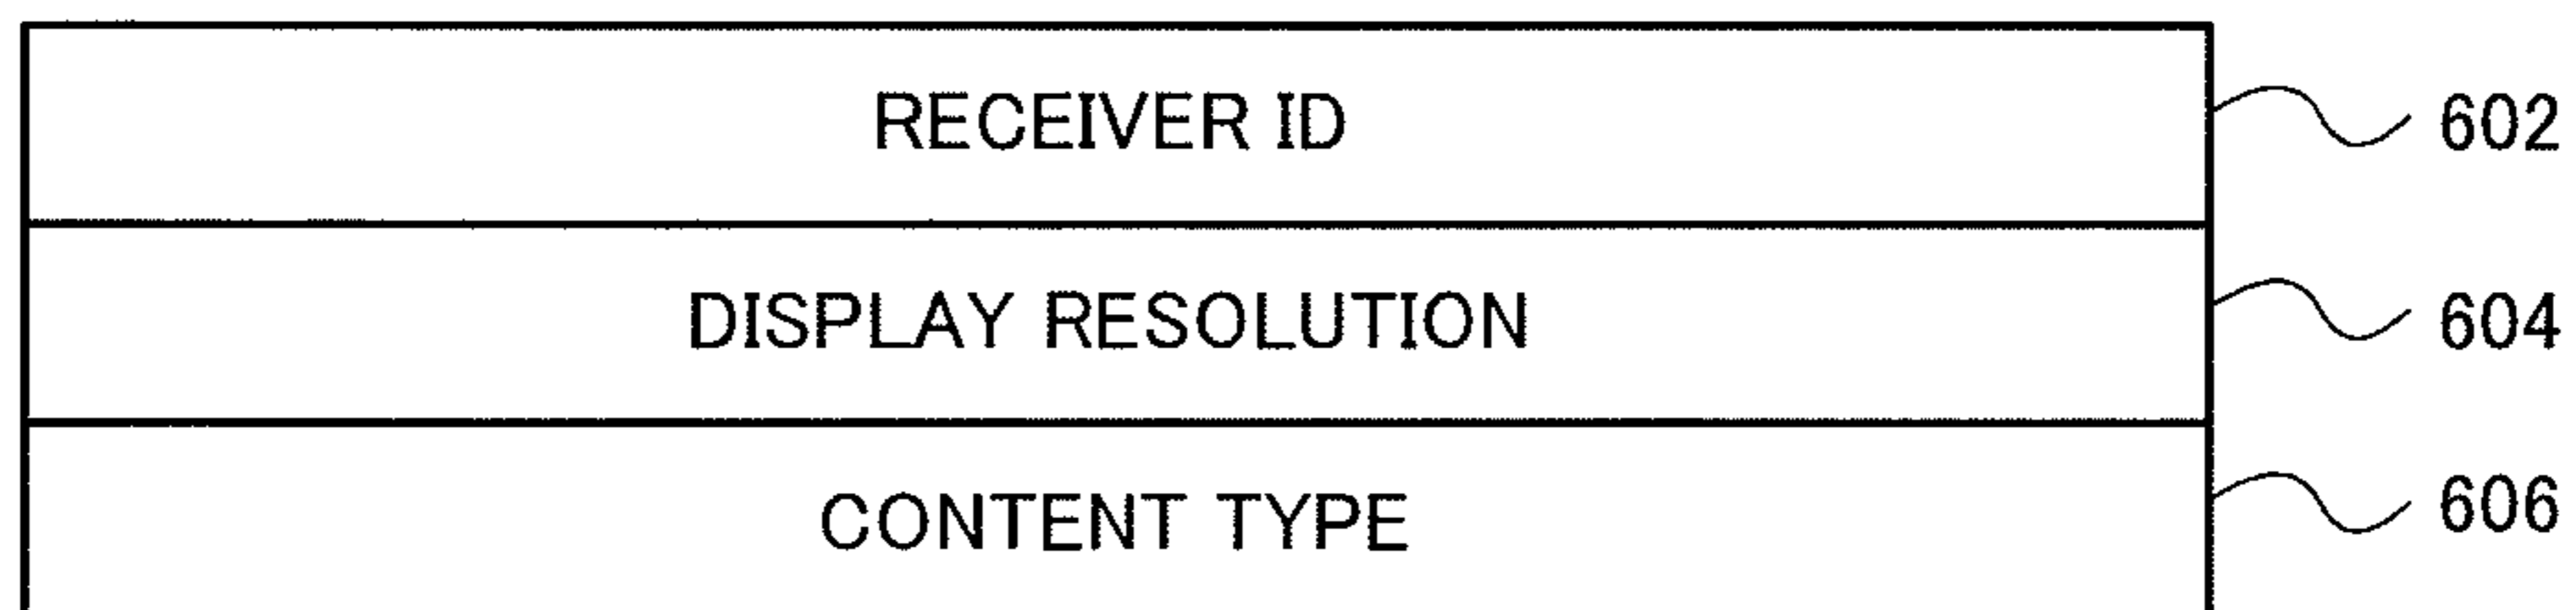 RECEIVER ID 602
DISPLAY RESOLUTION 604
CONTENT TYPE 606